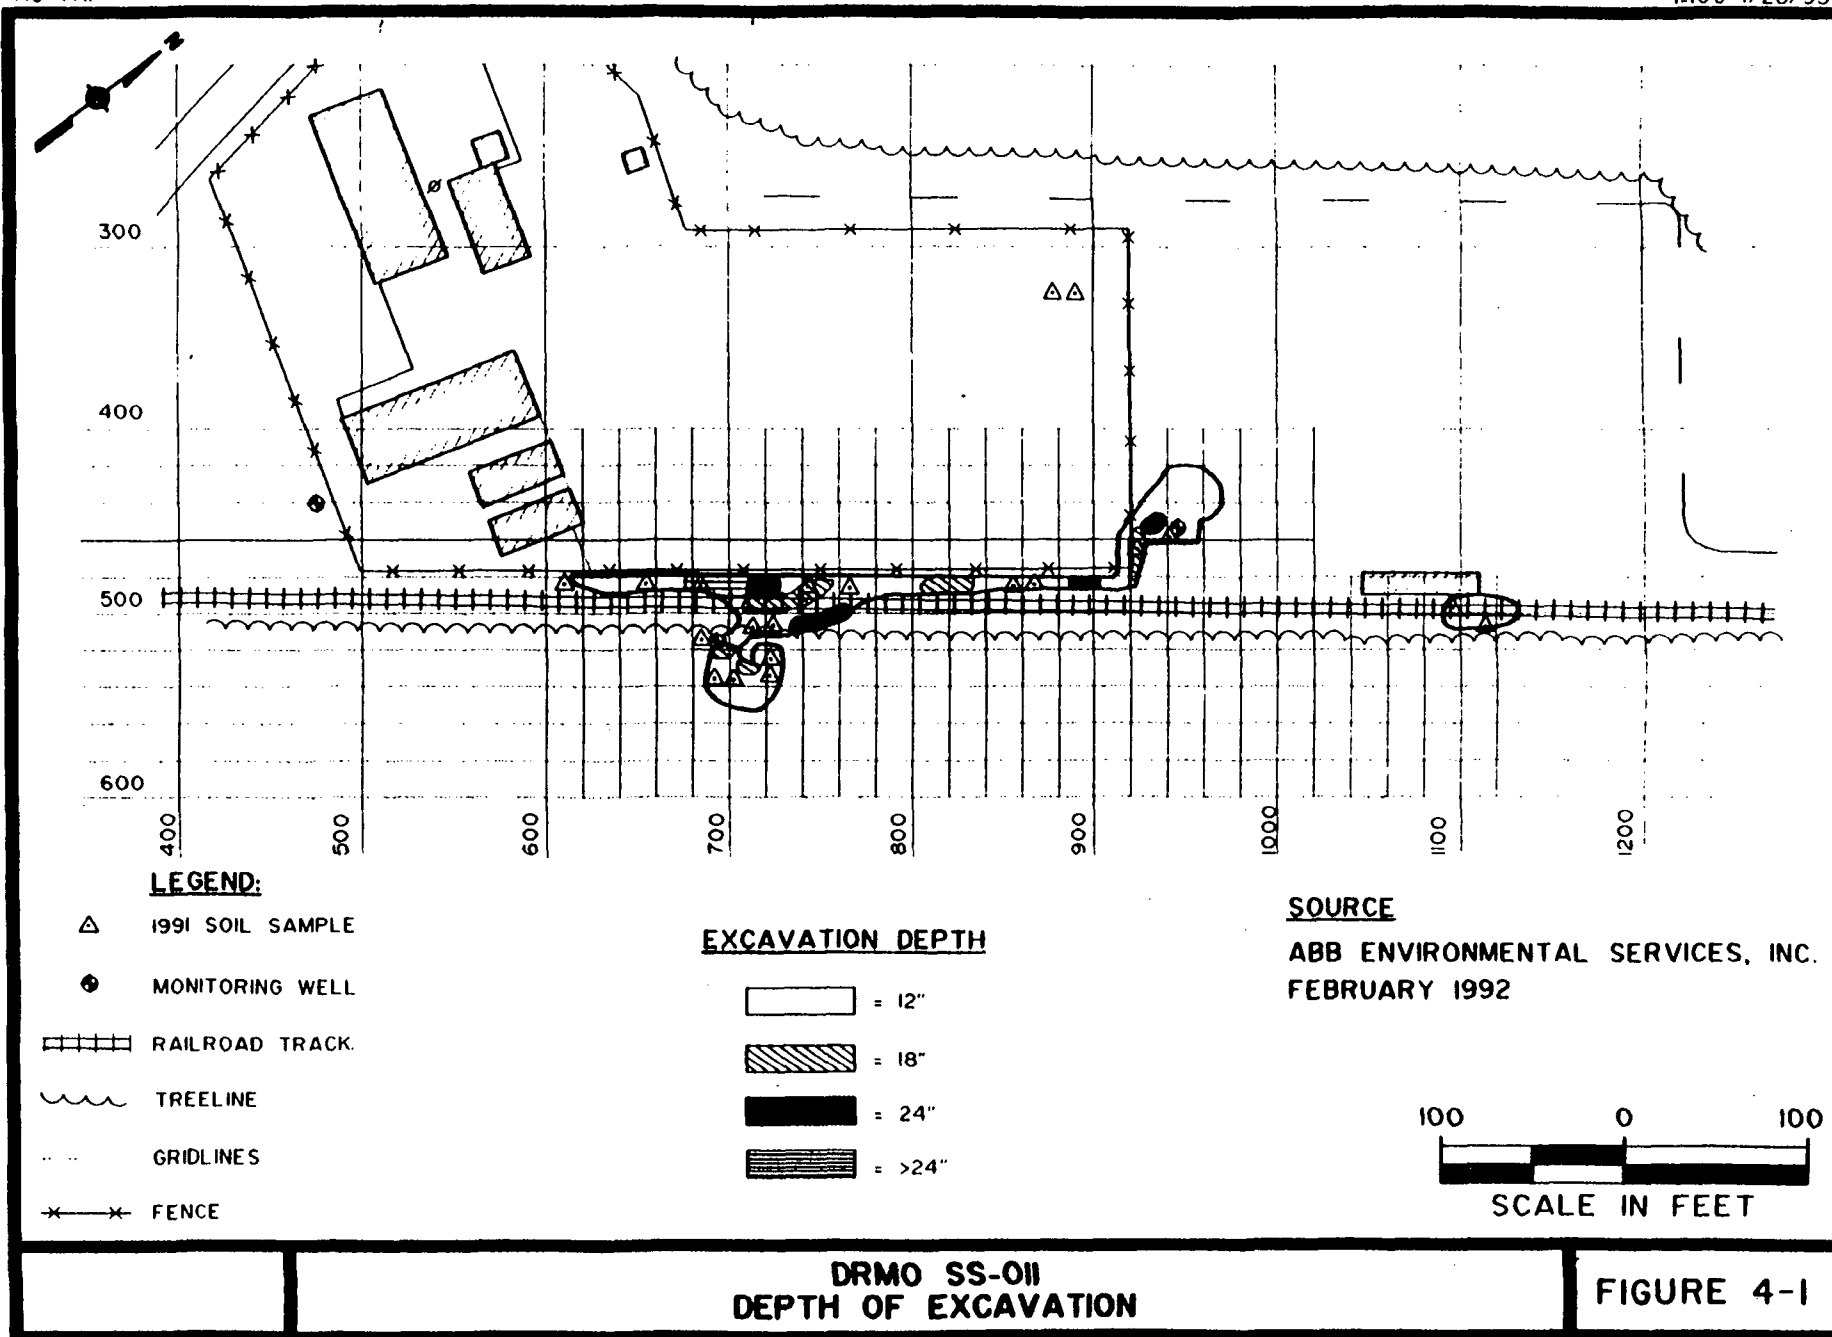 N
300
400
500
600
400
500
600
700
800
900
1000
1100
1200
LEGEND:
1991 SOIL SAMPLE
MONITORING WELL
RAILROAD TRACK.
TREELINE
GRIDLINES
FENCE
EXCAVATION DEPTH
= 12"
= 18"
= 24"
= >24"
SOURCE
ABB ENVIRONMENTAL SERVICES, INC.
FEBRUARY 1992
100 0 100
SCALE IN FEET
DRMO SS-011
DEPTH OF EXCAVATION
FIGURE 4-1